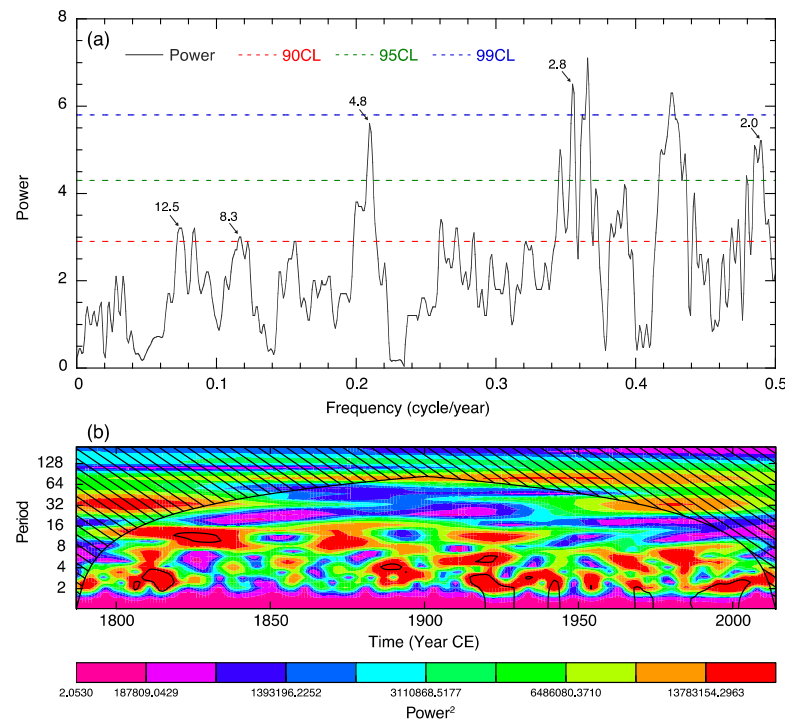 (a)
Power 90CL 95CL 99CL
8
6
4
2
0
Power
12.5
8.3
4.8
2.8
2.0
0 0.1 0.2 0.3 0.4 0.5
Frequency (cycle/year)
(b)
128
64
32
16
8
4
2
Period
1800 1850 1900 1950 2000
Time (Year CE)
2.0530 187809.0429 1393196.2252 3110868.5177 6486080.3710 13783154.2963
Power²